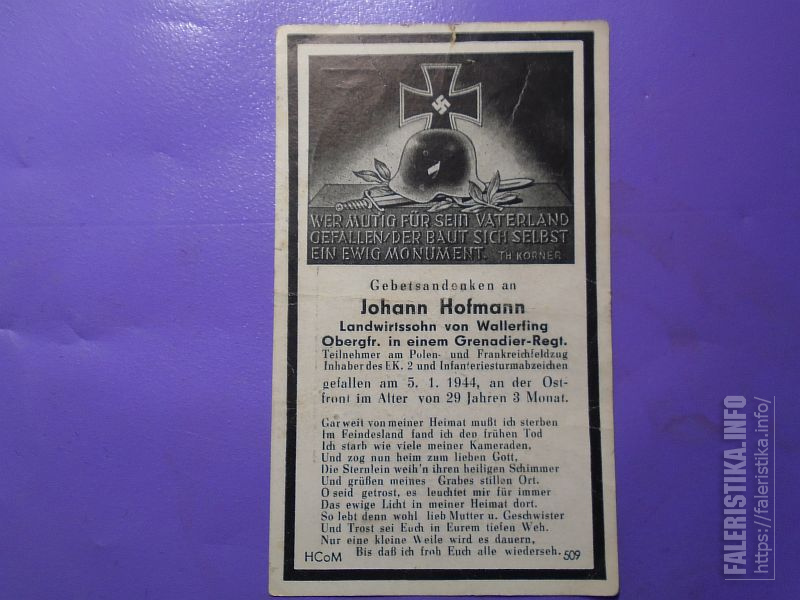 WER MUTIG FÜR SEIN VATERLAND
GEFALLEN/DER BAUT SICH SELBST
EIN EWIG MONUMENT. TH KÖRNER
Gebetsandenken an
Johann Hofmann
Landwirtssohn von Wallerfing
Obergfr. in einem Grenadier-Regt.
Teilnehmer am Polen- und Frankreichfeldzug
Inhaber des EK. 2 und Infanteriesturmabzeichen
gefallen am 5. 1. 1944, an der Ost-
front im Alter von 29 Jahren 3 Monat.
Gar weit von meiner Heimat mußt ich sterben
Im Feindesland fand ich den frühen Tod
Ich starb wie viele meiner Kameraden,
Und zog nun heim zum lieben Gott,
Die Sternlein weih'n ihren heiligen Schimmer
Und grüßen meines Grabes stillen Ort.
O seid getrost, es leuchtet mir für immer
Das ewige Licht in meiner Heimat dort.
So lebt denn wohl lieb Mutter u. Geschwister
Und Trost sei Euch in Eurem tiefen Weh.
Nur eine kleine Weile wird es dauern,
Bis daß ich froh Euch alle wiederseh.
HCoM 509
FALERISTIKA.INFO
https://faleristika.info/